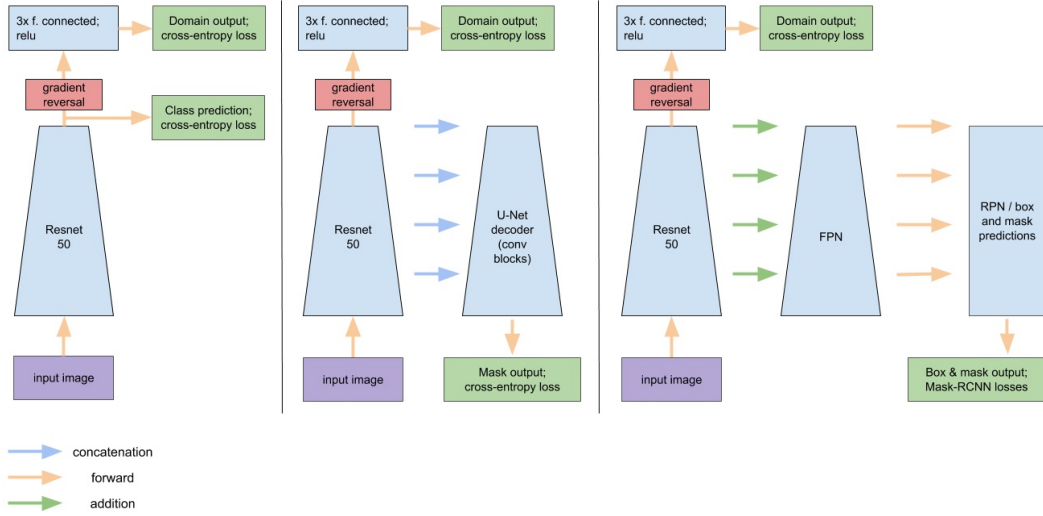 3x f. connected;
relu
Domain output;
cross-entropy loss
gradient
reversal
Class prediction;
cross-entropy loss
Resnet
50
input image
3x f. connected;
relu
Domain output;
cross-entropy loss
gradient
reversal
Resnet
50
U-Net
decoder
(conv
blocks)
input image
Mask output;
cross-entropy loss
3x f. connected;
relu
Domain output;
cross-entropy loss
gradient
reversal
Resnet
50
FPN
RPN / box
and mask
predictions
input image
Box & mask output;
Mask-RCNN losses
concatenation
forward
addition